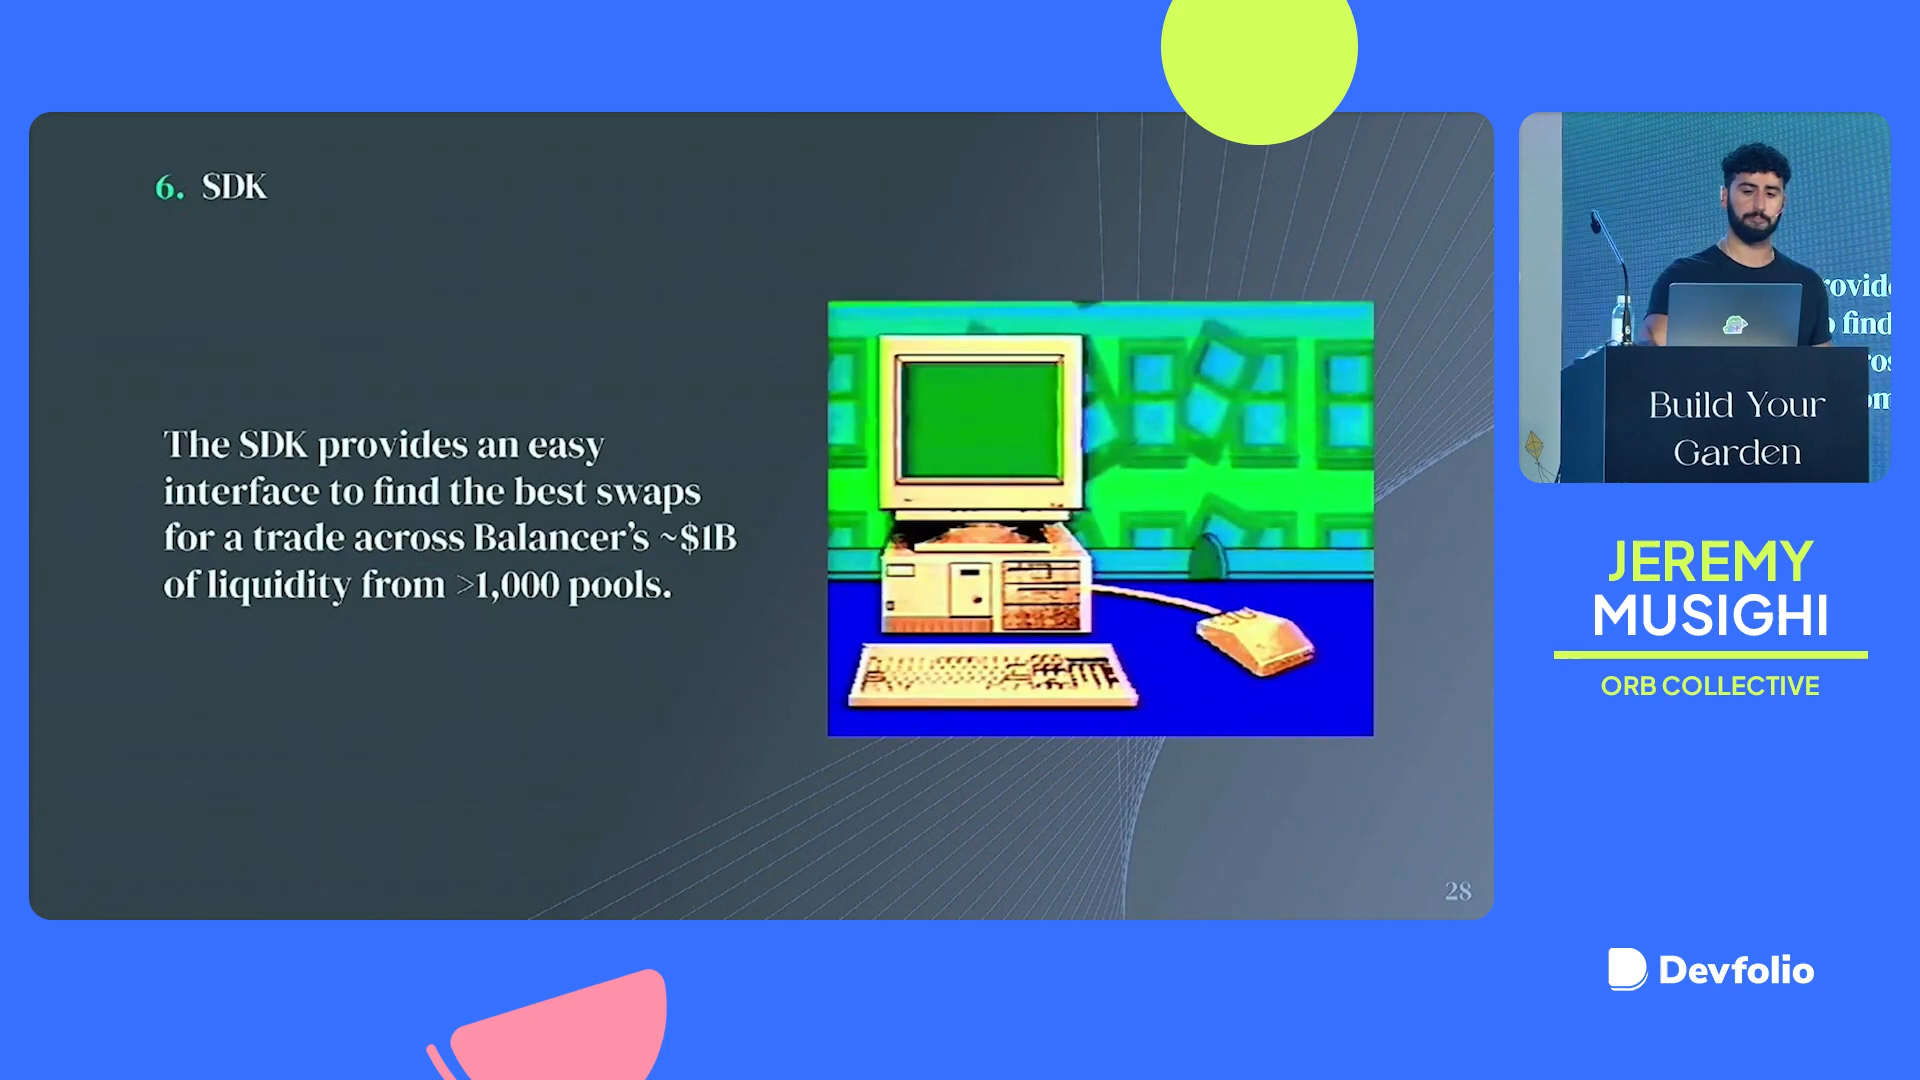 6. SDK
The SDK provides an easy
interface to find the best swaps
for a trade across Balancer's ~$1B
of liquidity from >1,000 pools.
28
Build Your
Garden
JEREMY
MUSIGHI
ORB COLLECTIVE
Devfolio